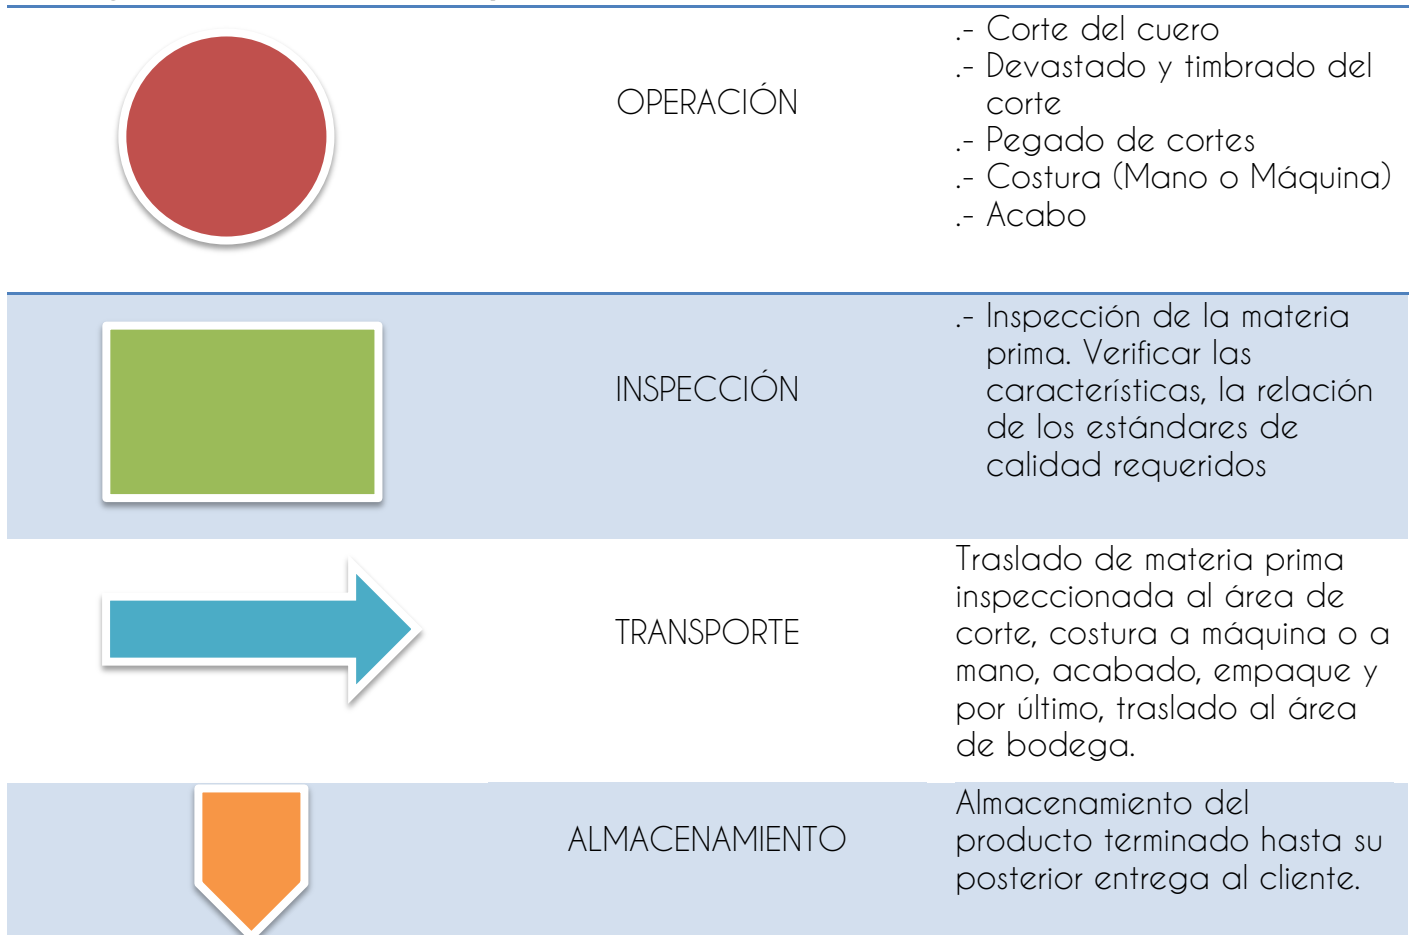 OPERACIÓN
.- Corte del cuero
.- Devastado y timbrado del
corte
.- Pegado de cortes
.- Costura (Mano o Máquina)
.- Acabo
INSPECCIÓN
.- Inspección de la materia
prima. Verificar las
características, la relación
de los estándares de
calidad requeridos
TRANSPORTE
Traslado de materia prima
inspeccionada al área de
corte, costura a máquina o a
mano, acabado, empaque y
por último, traslado al área
de bodega.
ALMACENAMIENTO
Almacenamiento del
producto terminado hasta su
posterior entrega al cliente.